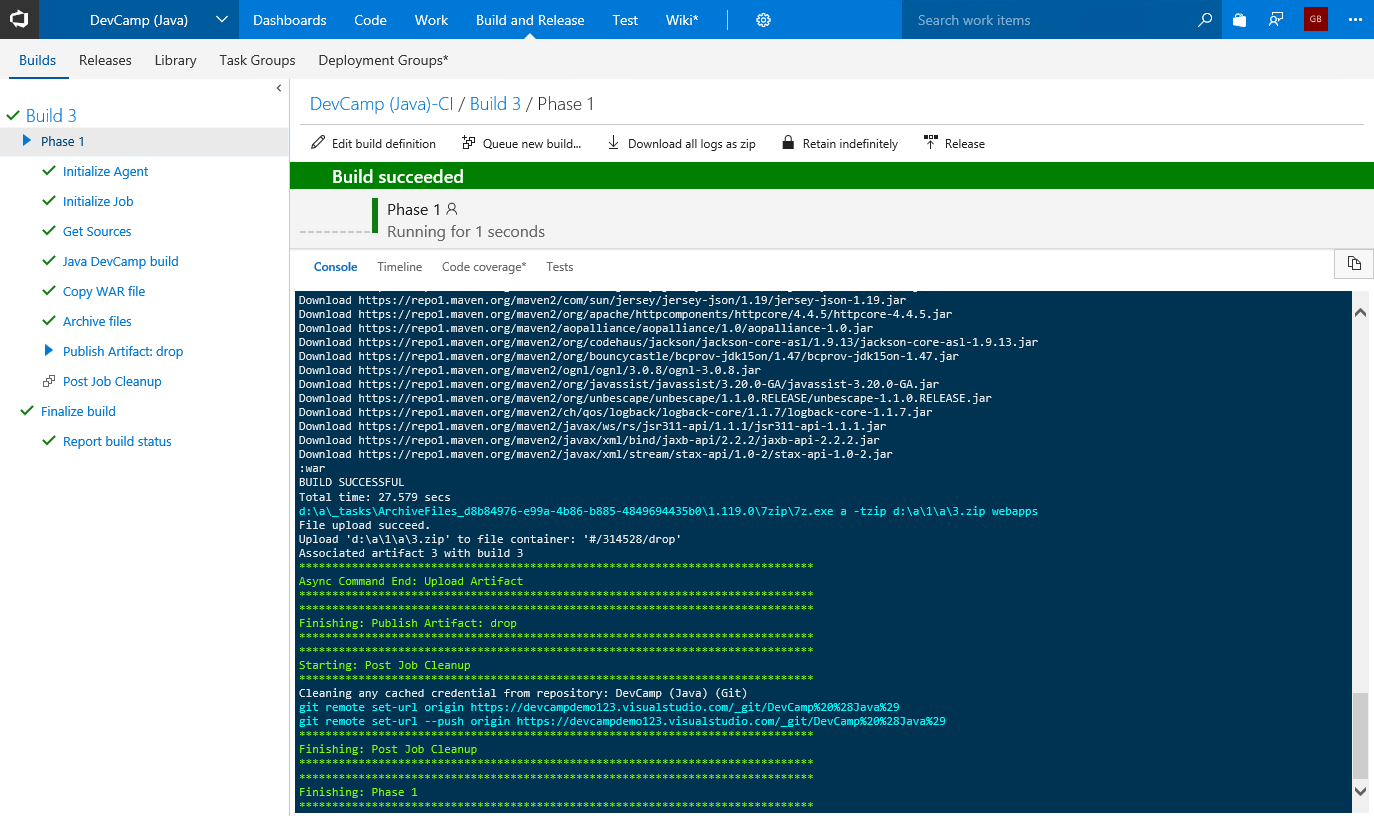 DevCamp (Java)
Dashboards
Code
Work
Build and Release
Test
Wiki*
Search work items
GB
Builds
Releases
Library
Task Groups
Deployment Groups*
Build 3
Phase 1
Initialize Agent
Initialize Job
Get Sources
Java DevCamp build
Copy WAR file
Archive files
Publish Artifact: drop
Post Job Cleanup
Finalize build
Report build status
DevCamp (Java)-CI / Build 3 / Phase 1
Edit build definition
Queue new build...
Download all logs as zip
Retain indefinitely
Release
Build succeeded
Phase 1
Running for 1 seconds
Console
Timeline
Code coverage*
Tests
Download https://repo1.maven.org/maven2/com/sun/jersey/jersey-json/1.19/jersey-json-1.19.jar
Download https://repo1.maven.org/maven2/org/apache/httpcomponents/httpcore/4.4.5/httpcore-4.4.5.jar
Download https://repo1.maven.org/maven2/aopalliance/aopalliance/1.0/aopalliance-1.0.jar
Download https://repo1.maven.org/maven2/org/codehaus/jackson/jackson-core-asl/1.9.13/jackson-core-asl-1.9.13.jar
Download https://repo1.maven.org/maven2/org/bouncycastle/bcprov-jdk15on/1.47/bcprov-jdk15on-1.47.jar
Download https://repo1.maven.org/maven2/ognl/ognl/3.0.8/ognl-3.0.8.jar
Download https://repo1.maven.org/maven2/org/javassist/javassist/3.20.0-GA/javassist-3.20.0-GA.jar
Download https://repo1.maven.org/maven2/org/unbescape/unbescape/1.1.0.RELEASE/unbescape-1.1.0.RELEASE.jar
Download https://repo1.maven.org/maven2/ch/qos/logback/logback-core/1.1.7/logback-core-1.1.7.jar
Download https://repo1.maven.org/maven2/javax/ws/rs/jsr311-api/1.1.1/jsr311-api-1.1.1.jar
Download https://repo1.maven.org/maven2/javax/xml/bind/jaxb-api/2.2.2/jaxb-api-2.2.2.jar
Download https://repo1.maven.org/maven2/javax/xml/stream/stax-api/1.0-2/stax-api-1.0-2.jar
:war
BUILD SUCCESSFUL
Total time: 27.579 secs
d:\a\_tasks\ArchiveFiles_d8b84976-e99a-4b86-b885-4849694435b0\1.119.0\7zip\7z.exe a -tzip d:\a\1\a\3.zip webapps
File upload succeed.
Upload 'd:\a\1\a\3.zip' to file container: '#/314528/drop'
Associated artifact 3 with build 3
******************************************************************************
Async Command End: Upload Artifact
******************************************************************************
******************************************************************************
Finishing: Publish Artifact: drop
******************************************************************************
******************************************************************************
Starting: Post Job Cleanup
******************************************************************************
Cleaning any cached credential from repository: DevCamp (Java) (Git)
git remote set-url origin https://devcampdemo123.visualstudio.com/_git/DevCamp%20%28Java%29
git remote set-url --push origin https://devcampdemo123.visualstudio.com/_git/DevCamp%20%28Java%29
******************************************************************************
Finishing: Post Job Cleanup
******************************************************************************
******************************************************************************
Finishing: Phase 1
******************************************************************************